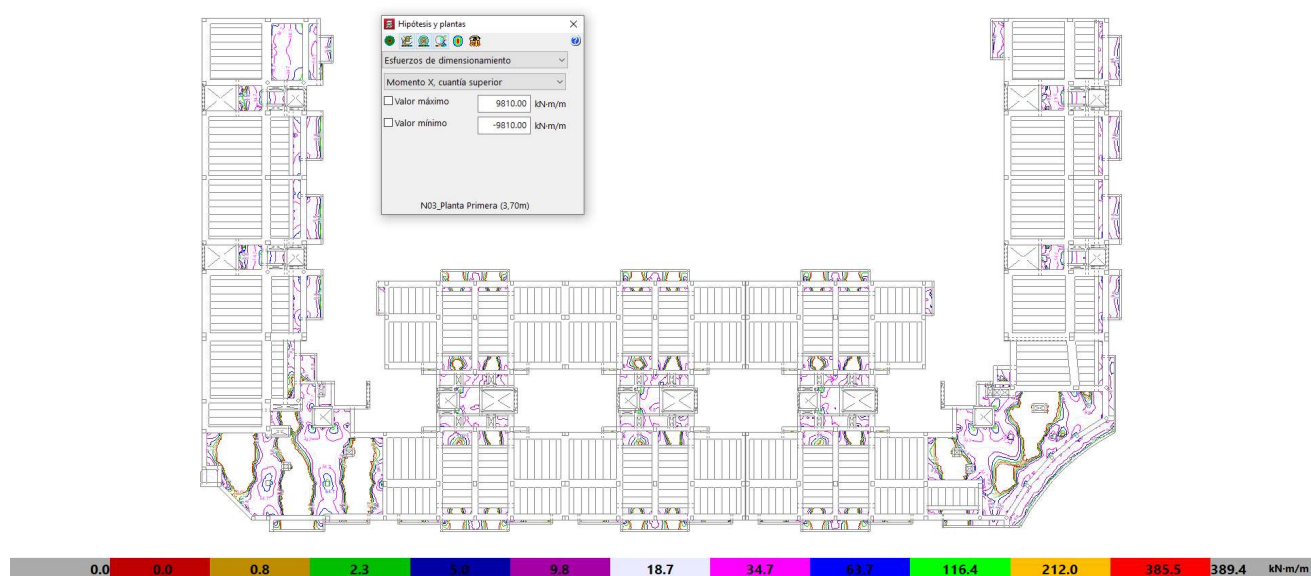 Hipótesis y plantas
Esfuerzos de dimensionamiento
Momento X, cuantía superior
Valor máximo 9810.00 kN·m/m
Valor mínimo -9810.00 kN·m/m
N03_Planta Primera (3,70m)
0.0 0.0 0.8 2.3 5.0 9.8 18.7 34.7 63.7 116.4 212.0 385.5 389.4 kN·m/m